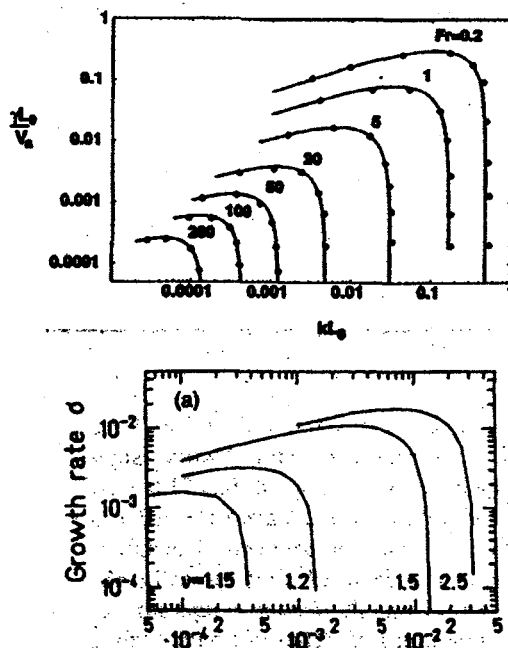 1
Fr=0.2
0.1
1
γL₀
Vₐ
0.01
5
20
0.001
50
100
200
0.0001
0.0001 0.001 0.01 0.1
kL₀
(a)
Growth rate σ
10⁻²
10⁻³
10⁻⁴
ν=1.15 1.2 1.5 2.5
5 10⁻⁴ 2 5 10⁻³ 2 5 10⁻² 2 5